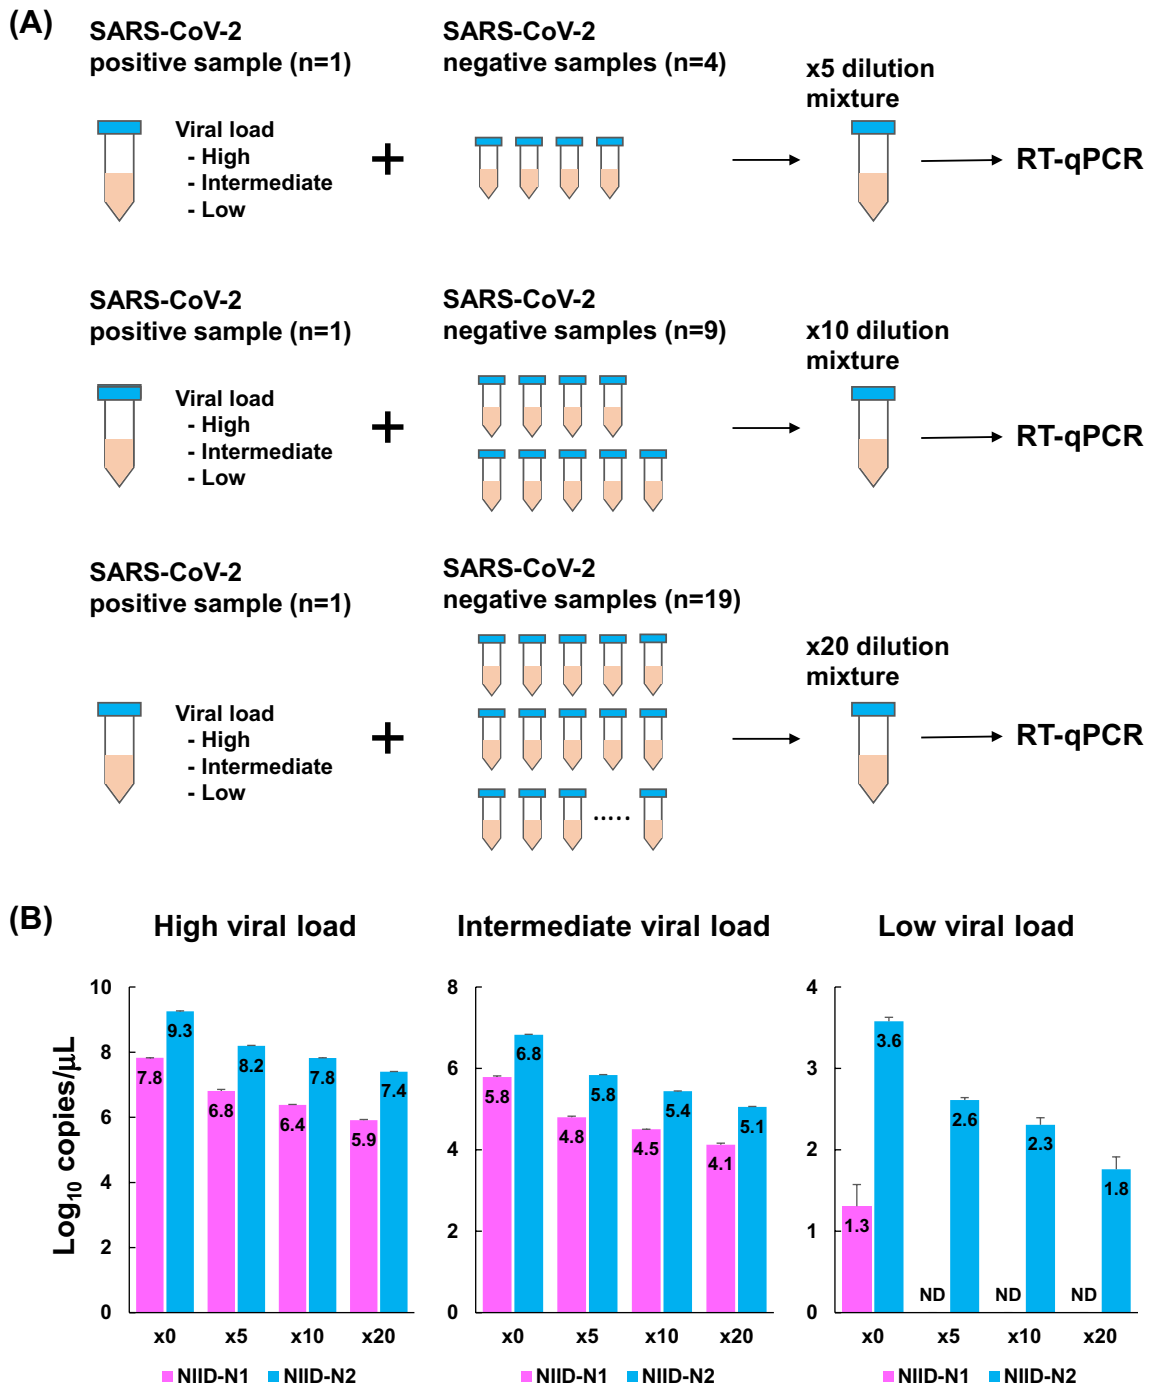 (A)
SARS-CoV-2
positive sample (n=1)
SARS-CoV-2
negative samples (n=4)
x5 dilution
mixture
Viral load
- High
- Intermediate
- Low
+
RT-qPCR
SARS-CoV-2
positive sample (n=1)
SARS-CoV-2
negative samples (n=9)
x10 dilution
mixture
Viral load
- High
- Intermediate
- Low
+
RT-qPCR
SARS-CoV-2
positive sample (n=1)
SARS-CoV-2
negative samples (n=19)
x20 dilution
mixture
Viral load
- High
- Intermediate
- Low
+
.....
RT-qPCR
(B)
High viral load
Log10 copies/μL
10
8
6
4
2
0
7.8
9.3
6.8
8.2
6.4
7.8
5.9
7.4
x0
x5
x10
x20
NIID-N1
NIID-N2
Intermediate viral load
8
6
4
2
0
5.8
6.8
4.8
5.8
4.5
5.4
4.1
5.1
x0
x5
x10
x20
NIID-N1
NIID-N2
Low viral load
4
3
2
1
0
1.3
3.6
ND
2.6
ND
2.3
ND
1.8
x0
x5
x10
x20
NIID-N1
NIID-N2